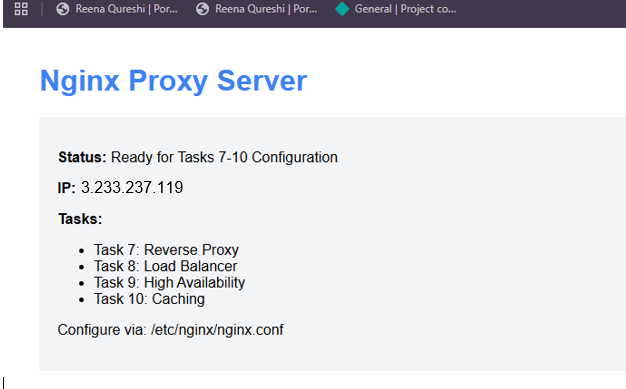 Reena Qureshi | Por...
Reena Qureshi | Por...
General | Project co...
Nginx Proxy Server
Status: Ready for Tasks 7-10 Configuration
IP: 3.233.237.119
Tasks:
• Task 7: Reverse Proxy
• Task 8: Load Balancer
• Task 9: High Availability
• Task 10: Caching
Configure via: /etc/nginx/nginx.conf